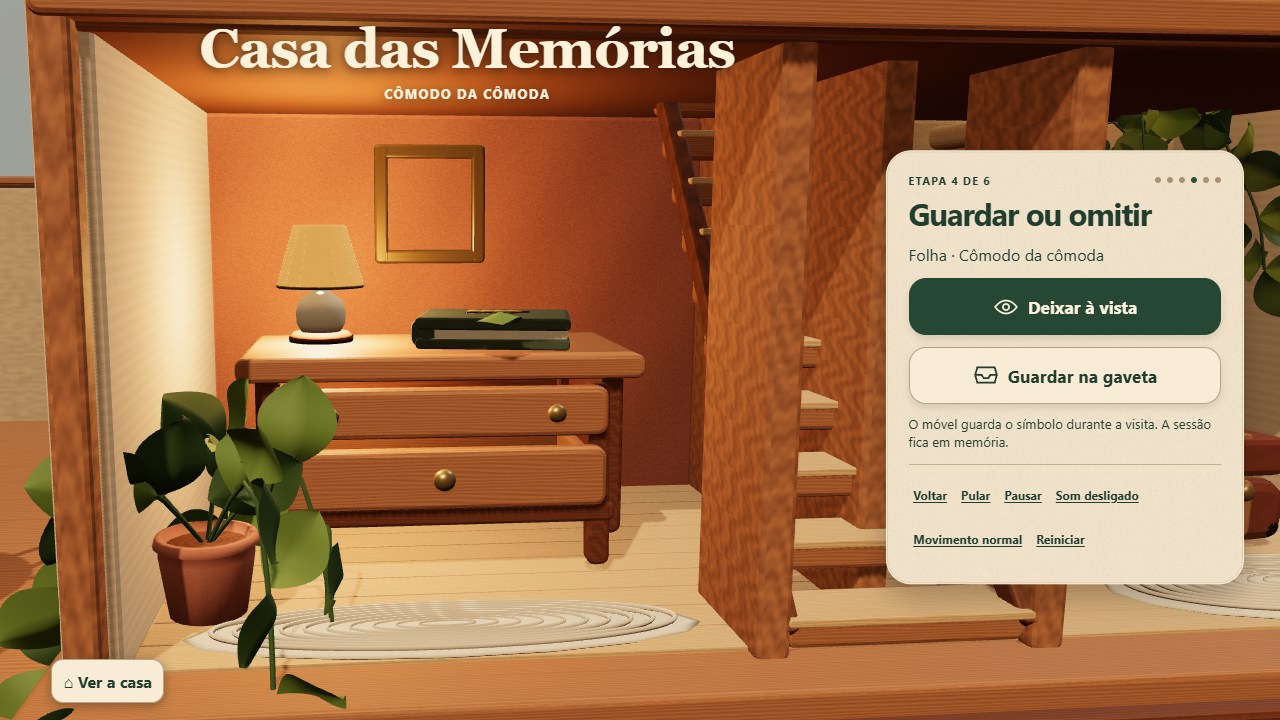 Casa das Memórias
CÔMODO DA CÔMODA
ETAPA 4 DE 6
Guardar ou omitir
Folha · Cômodo da cômoda
Deixar à vista
Guardar na gaveta
O móvel guarda o símbolo durante a visita. A sessão
fica em memória.
Voltar Pular Pausar Som desligado
Movimento normal Reiniciar
⌂ Ver a casa